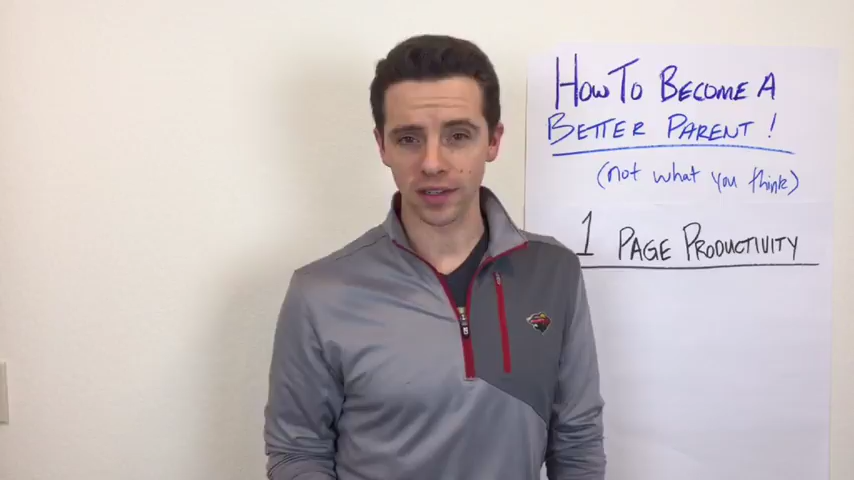 How To Become A
Better Parent!
(not what you think)
1 Page Productivity